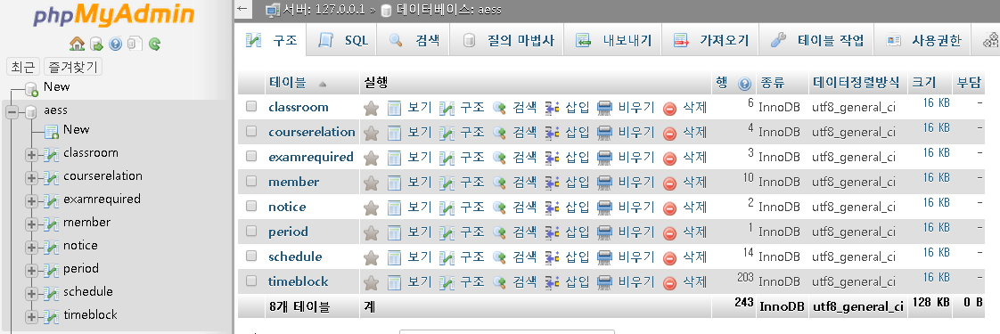 phpMyAdmin
최근 즐겨찾기
New
aess
New
classroom
courserelation
examrequired
member
notice
period
schedule
timeblock
서버: 127.0.0.1 » 데이터베이스: aess
구조 SQL 검색 질의 마법사 내보내기 가져오기 테이블 작업 사용권한
테이블 실행 행 종류 데이터정렬방식 크기 부담
classroom 보기 구조 검색 삽입 비우기 삭제 6 InnoDB utf8_general_ci 16 KB -
courserelation 보기 구조 검색 삽입 비우기 삭제 4 InnoDB utf8_general_ci 16 KB -
examrequired 보기 구조 검색 삽입 비우기 삭제 3 InnoDB utf8_general_ci 16 KB -
member 보기 구조 검색 삽입 비우기 삭제 10 InnoDB utf8_general_ci 16 KB -
notice 보기 구조 검색 삽입 비우기 삭제 2 InnoDB utf8_general_ci 16 KB -
period 보기 구조 검색 삽입 비우기 삭제 1 InnoDB utf8_general_ci 16 KB -
schedule 보기 구조 검색 삽입 비우기 삭제 14 InnoDB utf8_general_ci 16 KB -
timeblock 보기 구조 검색 삽입 비우기 삭제 203 InnoDB utf8_general_ci 16 KB -
8개 테이블 계 243 InnoDB utf8_general_ci 128 KB 0 B